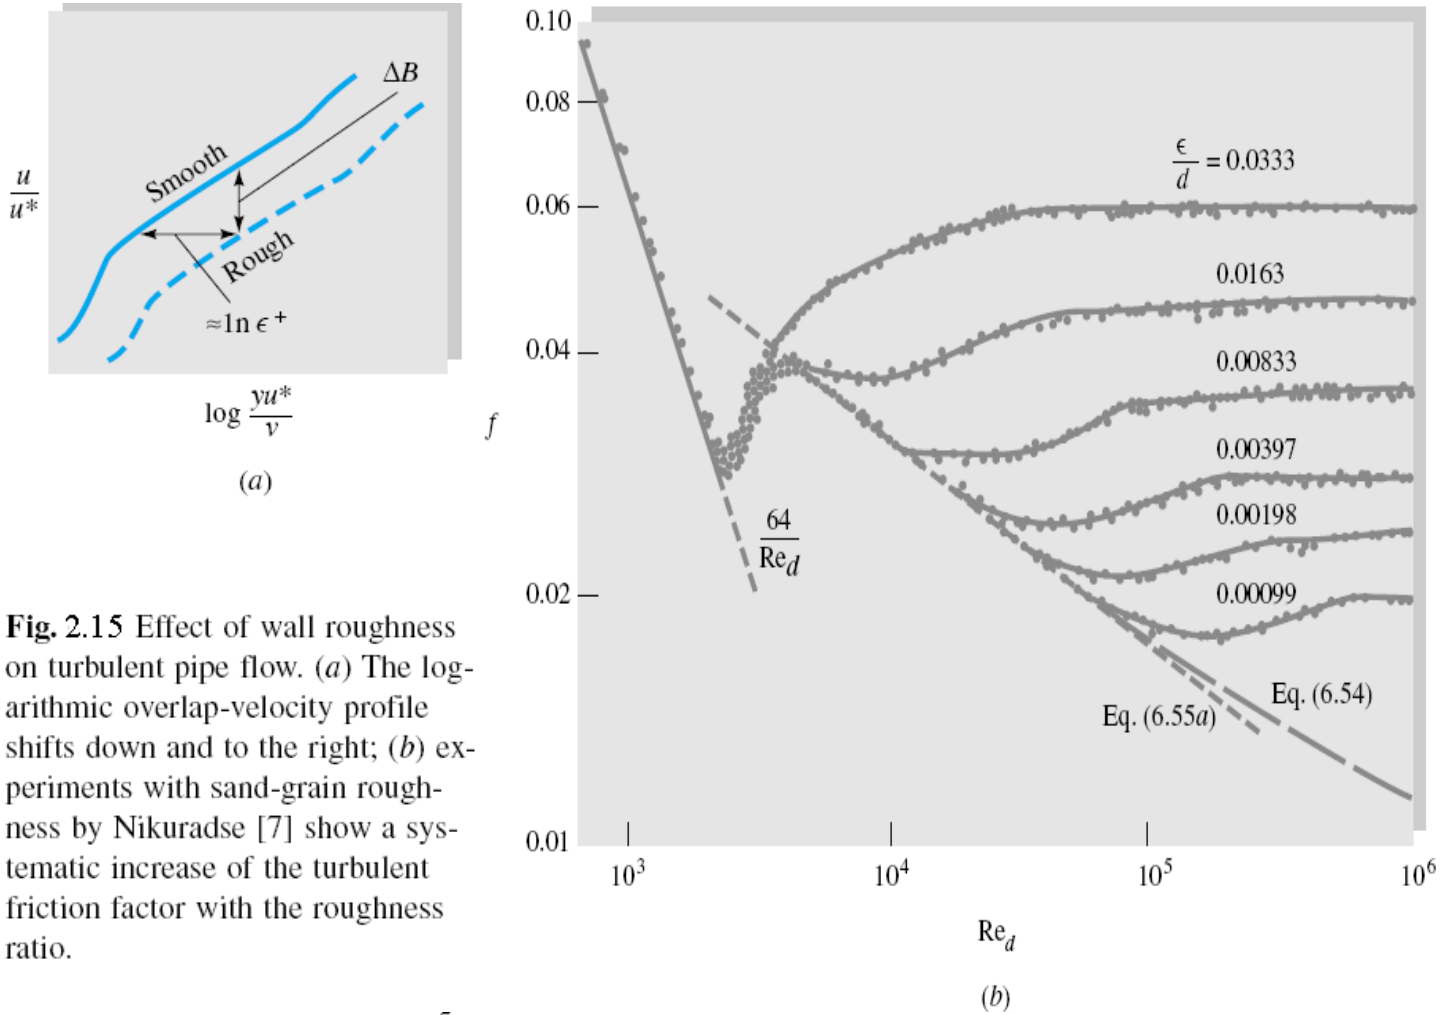 ΔB
Smooth
Rough
≈ln ϵ+
u
u*
log yu*
ν
(a)
Fig. 2.15 Effect of wall roughness
on turbulent pipe flow. (a) The log-
arithmic overlap-velocity profile
shifts down and to the right; (b) ex-
periments with sand-grain rough-
ness by Nikuradse [7] show a sys-
tematic increase of the turbulent
friction factor with the roughness
ratio.
0.10
0.08
0.06
0.04
0.02
0.01
f
ϵ
d = 0.0333
0.0163
0.00833
0.00397
0.00198
0.00099
64
Red
Eq. (6.55a)
Eq. (6.54)
10³
10⁴
10⁵
10⁶
Red
(b)